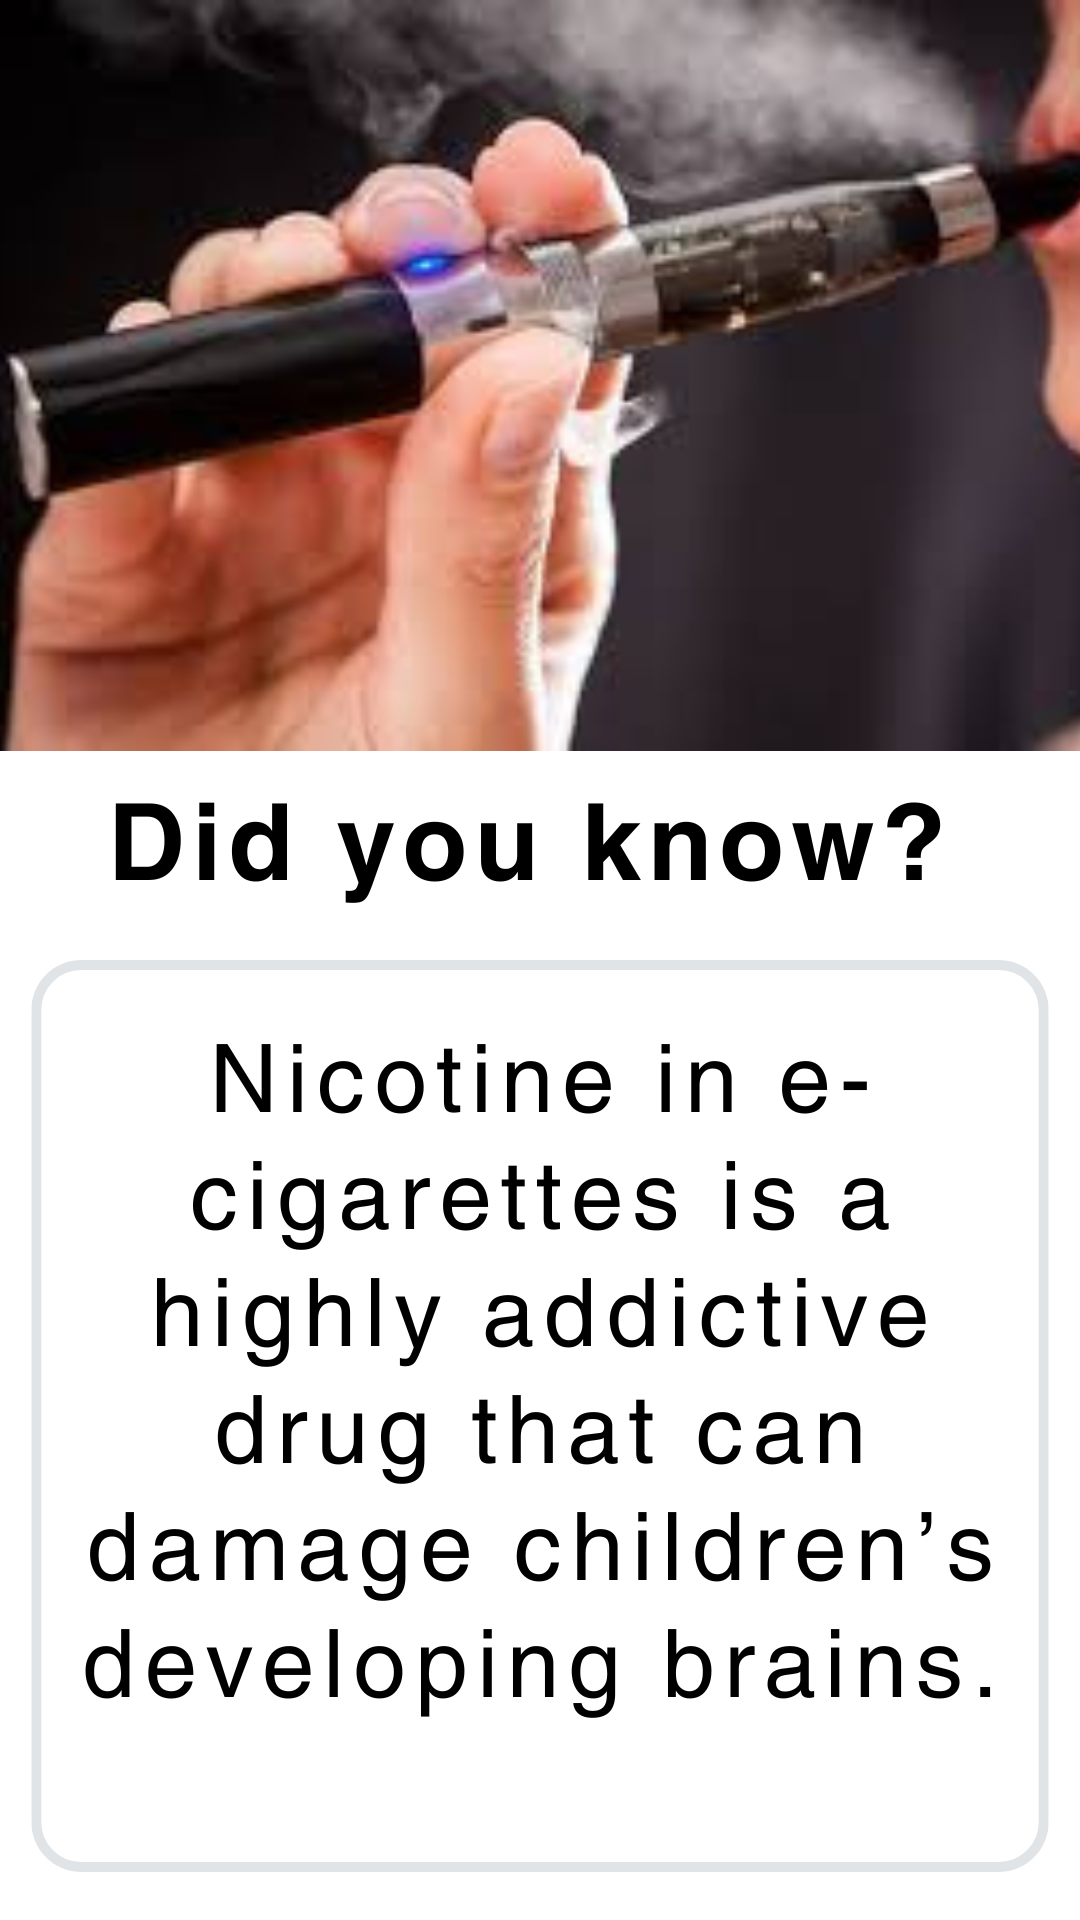 Did you know?
Nicotine in e-
cigarettes is a
highly addictive
drug that can
damage children’s
developing brains.